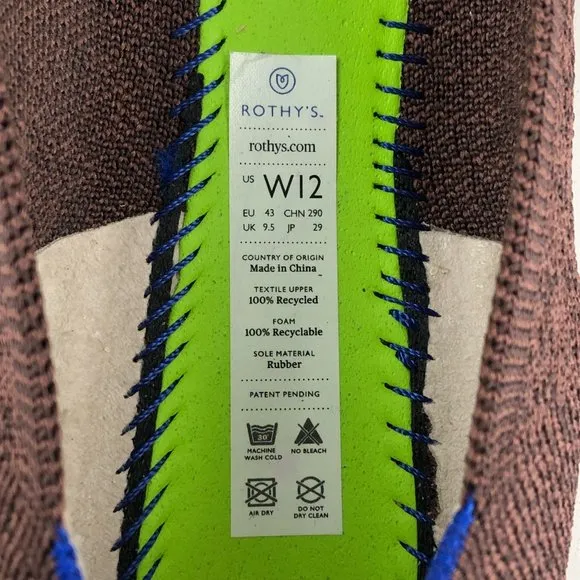 ROTHY'S™
rothys.com
US W12
EU 43 CHN 290
UK 9.5 JP 29
COUNTRY OF ORIGIN
Made in China
TEXTILE UPPER
100% Recycled
FOAM
100% Recyclable
SOLE MATERIAL
Rubber
PATENT PENDING
30°
MACHINE WASH COLD
NO BLEACH
AIR DRY
DO NOT DRY CLEAN